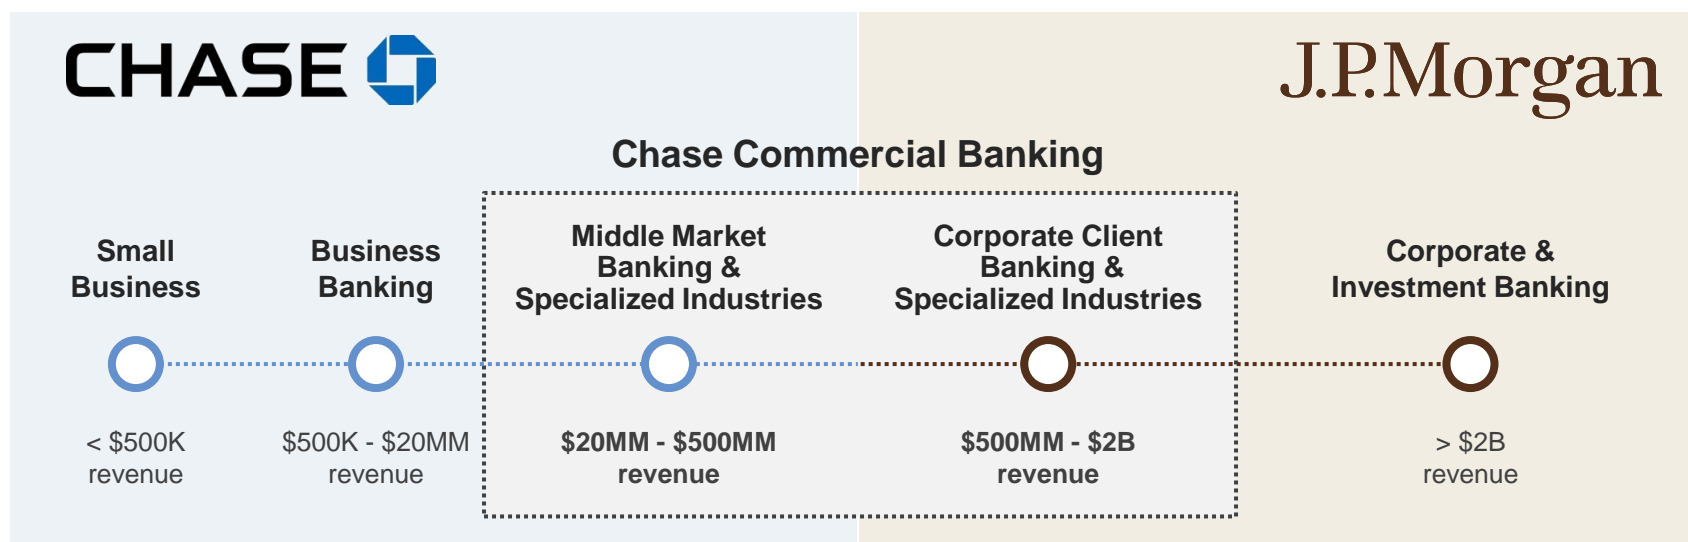 CHASE
J.P.Morgan
Chase Commercial Banking
Small
Business
Business
Banking
Middle Market
Banking &
Specialized Industries
Corporate Client
Banking &
Specialized Industries
Corporate &
Investment Banking
< $500K
revenue
$500K - $20MM
revenue
$20MM - $500MM
revenue
$500MM - $2B
revenue
> $2B
revenue